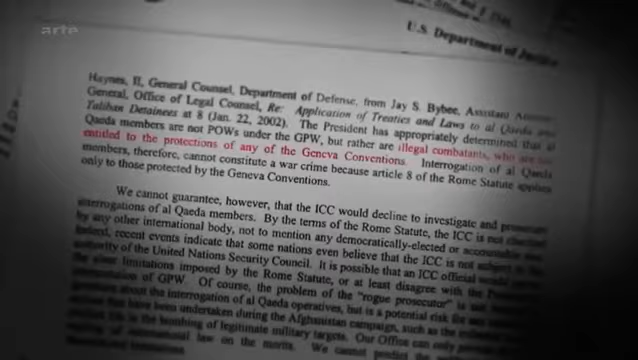 arte
U.S. Department of Justice
Haynes, II, General Counsel, Department of Defense, from Jay S. Bybee, Assistant
General, Office of Legal Counsel, Re: Application of Treaties and Laws to al Qaeda and
Taliban Detainees at 8 (Jan. 22, 2002). The President has appropriately determined that al
Qaeda members are not POWs under the GPW, but rather are illegal combatants, who are not
entitled to the protections of any of the Geneva Conventions. Interrogation of al Qaeda
members, therefore, cannot constitute a war crime because article 8 of the Rome Statute applies
only to those protected by the Geneva Conventions.
We cannot guarantee, however, that the ICC would decline to investigate and prosecute
interrogations of al Qaeda members. By the terms of the Rome Statute, the ICC is not
by any other international body, not to mention any democratically-elected or accountable
Indeed, recent events indicate that some nations even believe that the ICC is not subject to the
authority of the United Nations Security Council. It is possible that an ICC official would
the clear limitations imposed by the Rome Statute, or at least disagree with the
interpretation of GPW. Of course, the problem of the "rogue prosecutor" is not
about the interrogation of al Qaeda operatives, but is a potential risk for any
that have been undertaken during the Afghanistan campaign, such as the
in the bombing of legitimate military targets. Our Office can only
of international law on the merits. We cannot predict the